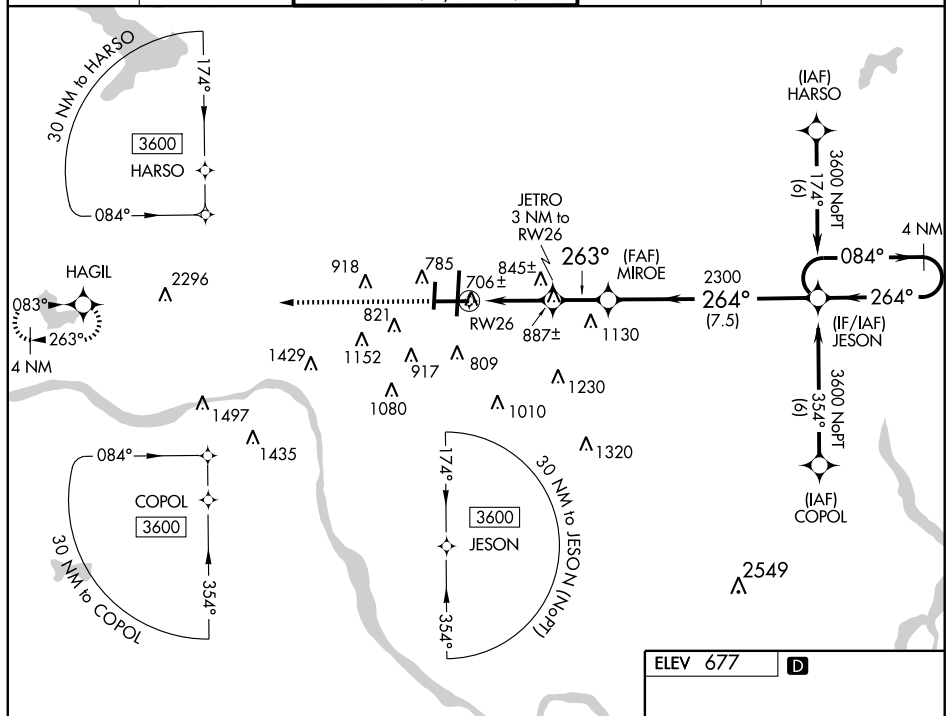 30 NM to HARSO
174°
3600
HARSO
084°
(IAF)
HARSO
3600 NoPT
174°
(6)
4 NM
084°
264°
(IF/IAF)
JESON
JETRO
3 NM to
RW26
263°
(FAF)
MIROE
2300
264°
(7.5)
HAGIL
083°
263°
4 NM
2296
918
785
706±
845±
RW26
887±
1130
821
1152
917
809
1429
1080
1010
1230
1320
1497
1435
3600 NoPT
354°
(6)
(IAF)
COPOL
084°
COPOL
3600
354°
30 NM to COPOL
174°
3600
JESON
354°
30 NM to JESON (NoPT)
2549
ELEV 677
D